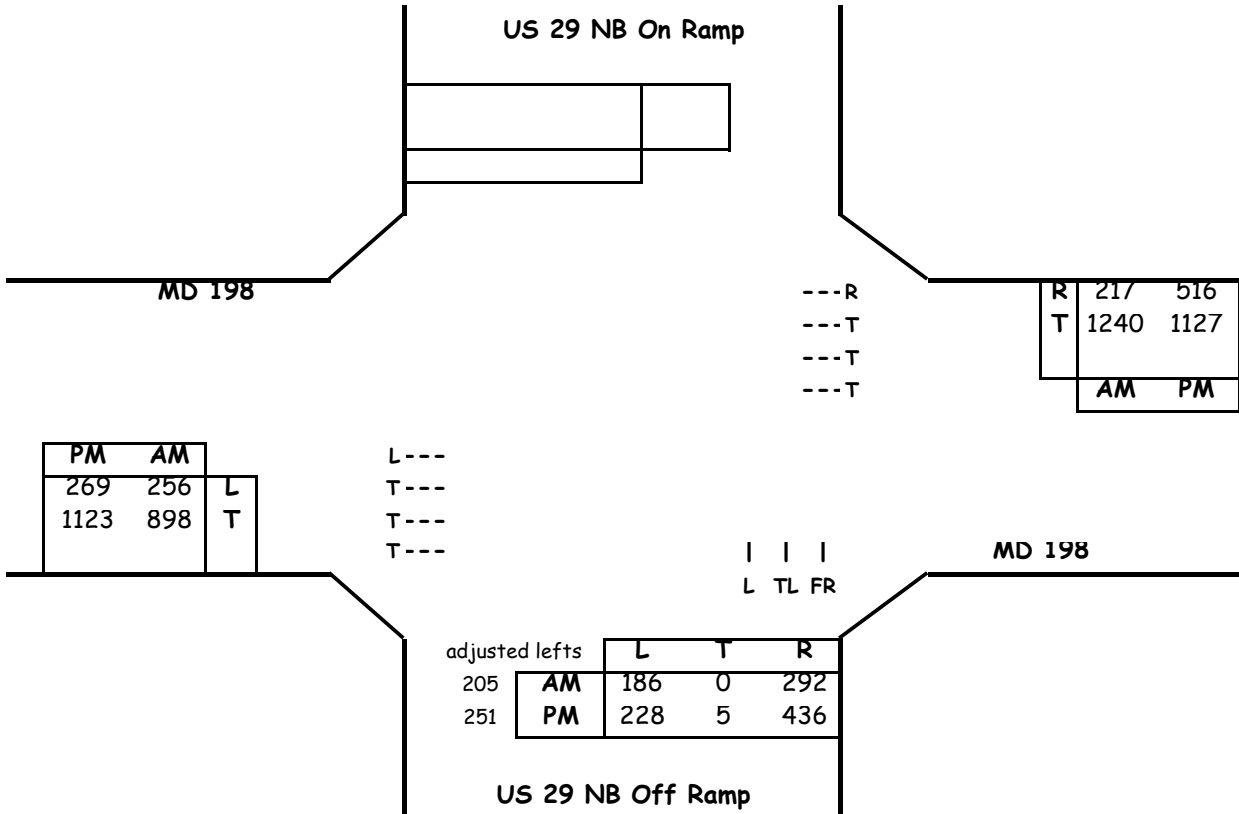 US 29 NB On Ramp
MD 198
---R
---T
---T
---T
R 217 516
T 1240 1127
AM PM
PM AM
269 256 L
1123 898 T
L---
T---
T---
T---
| | |
L TL FR
MD 198
adjusted lefts L T R
205 AM 186 0 292
251 PM 228 5 436
US 29 NB Off Ramp